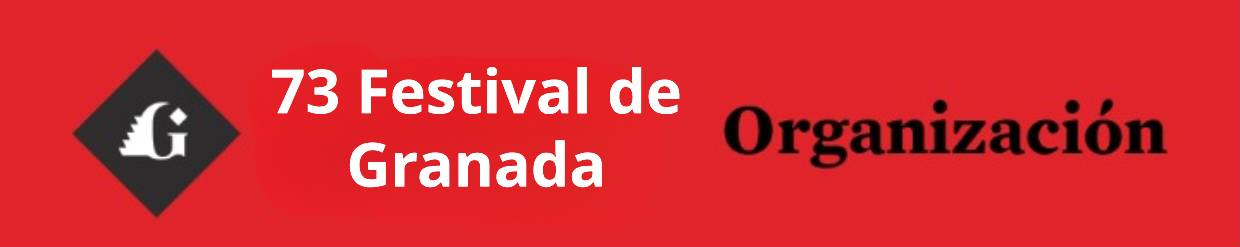 73 Festival de
Granada
Organización